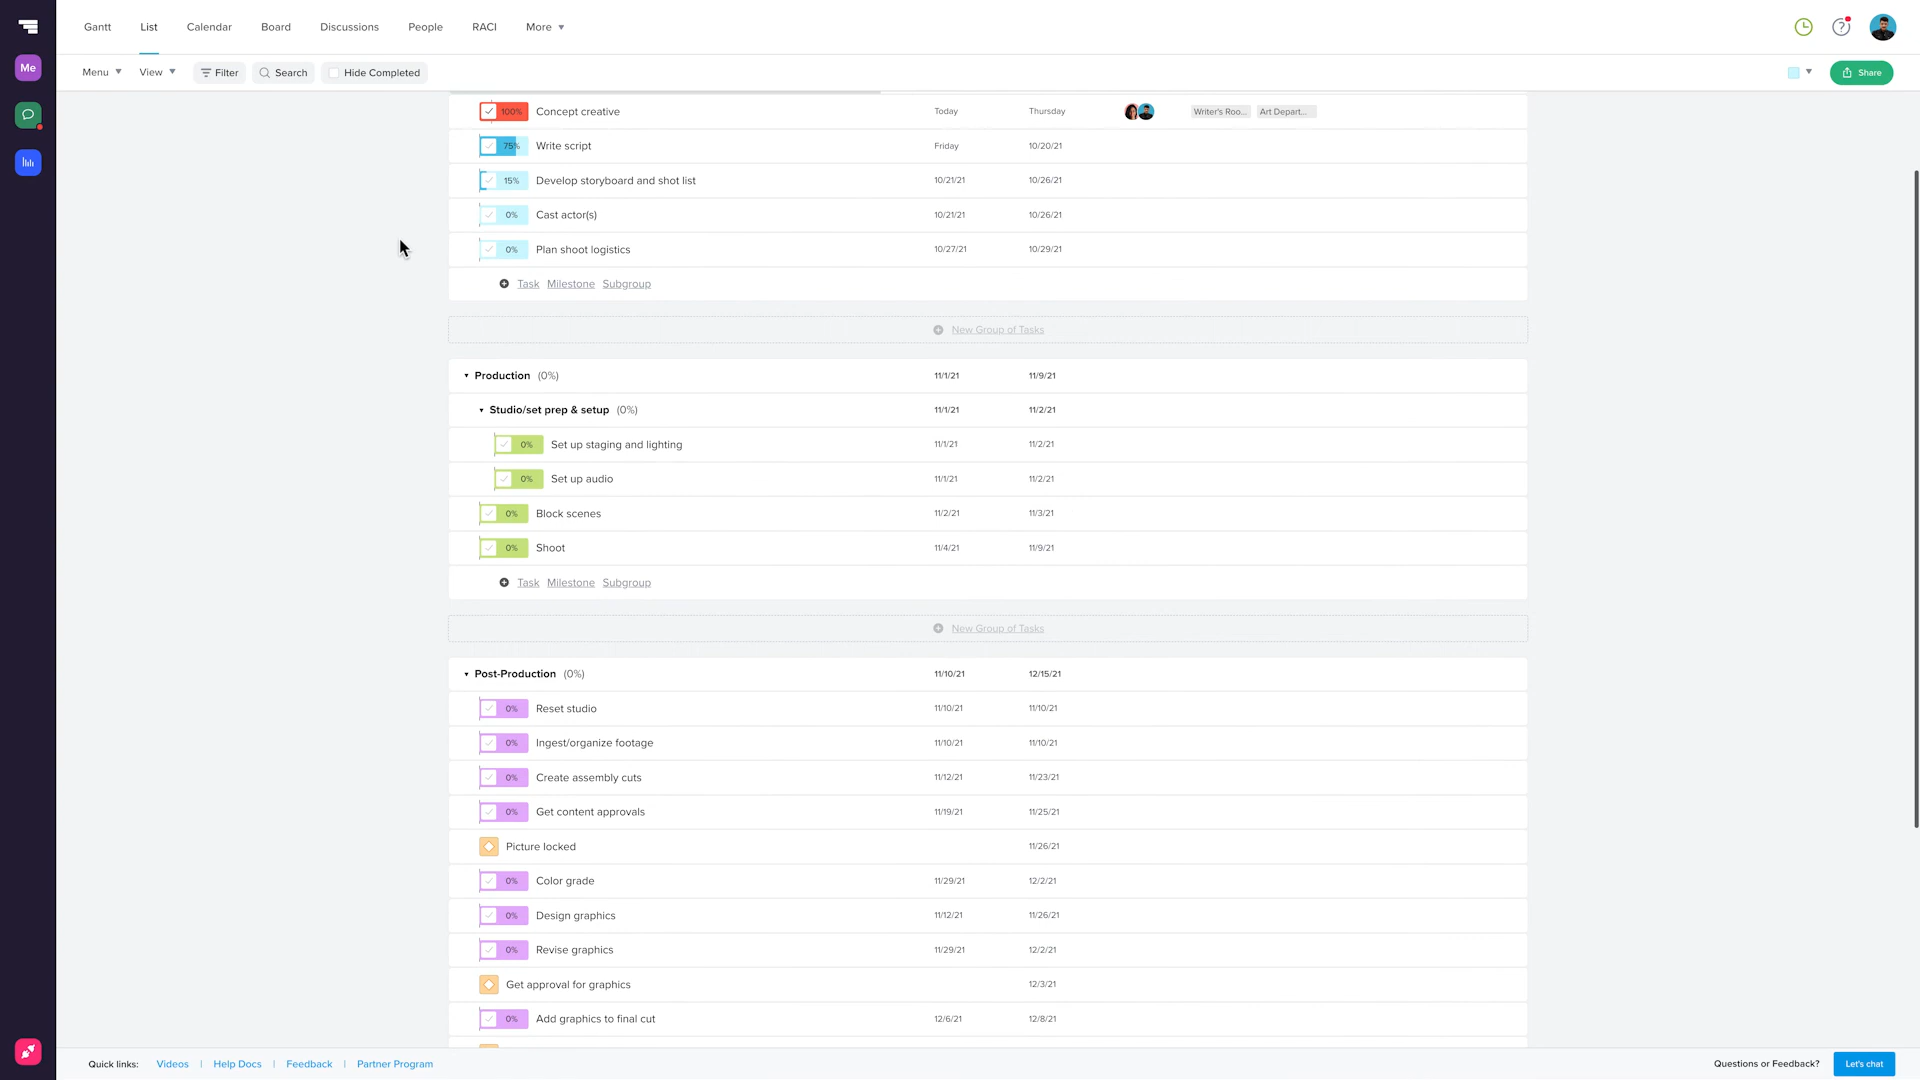 Gantt List Calendar Board Discussions People RACI More
Me
Menu View Filter Search Hide Completed Share
100% Concept creative Today Thursday Writer's Roo... Art Depart...
75% Write script Friday 10/20/21
15% Develop storyboard and shot list 10/21/21 10/26/21
0% Cast actor(s) 10/21/21 10/26/21
0% Plan shoot logistics 10/27/21 10/29/21
Task Milestone Subgroup
New Group of Tasks
Production (0%) 11/1/21 11/9/21
Studio/set prep & setup (0%) 11/1/21 11/2/21
0% Set up staging and lighting 11/1/21 11/2/21
0% Set up audio 11/1/21 11/2/21
0% Block scenes 11/2/21 11/3/21
0% Shoot 11/4/21 11/9/21
Task Milestone Subgroup
New Group of Tasks
Post-Production (0%) 11/10/21 12/15/21
0% Reset studio 11/10/21 11/10/21
0% Ingest/organize footage 11/10/21 11/10/21
0% Create assembly cuts 11/12/21 11/23/21
0% Get content approvals 11/19/21 11/25/21
Picture locked 11/26/21
0% Color grade 11/29/21 12/2/21
0% Design graphics 11/12/21 11/26/21
0% Revise graphics 11/29/21 12/2/21
Get approval for graphics 12/3/21
0% Add graphics to final cut 12/6/21 12/8/21
Quick links: Videos | Help Docs | Feedback | Partner Program Questions or Feedback? Let's chat